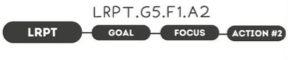 LRPT.G5.F1.A2
LRPT GOAL FOCUS ACTION #2